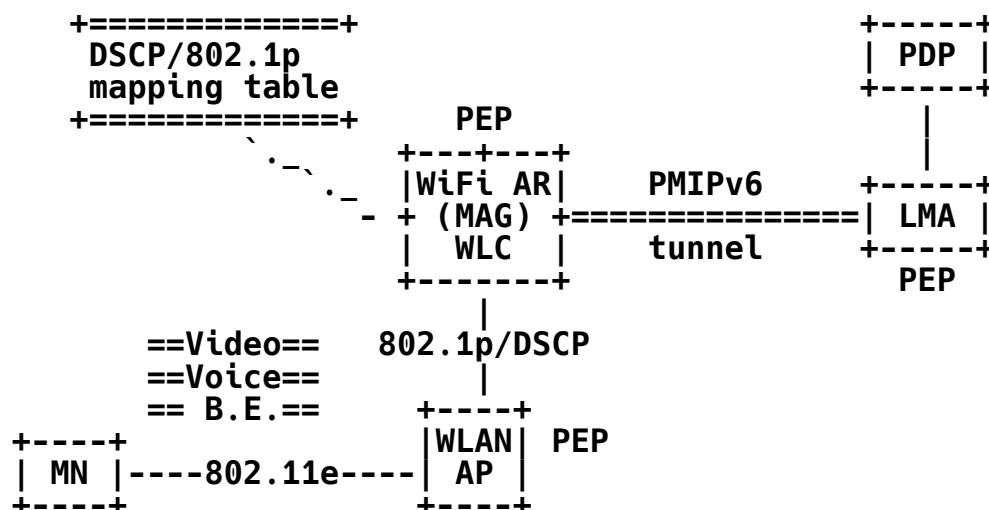 +=============+                           +-----+
 DSCP/802.1p                              | PDP |
 mapping table                            +-----+
+=============+     PEP                      |
         `._     +---+---+                   |
            `._  |WiFi AR|    PMIPv6      +-----+
               - + (MAG) +===============| LMA |
                 |  WLC  |    tunnel      +-----+
                 +-------+                  PEP
                     |
    ==Video==   802.1p/DSCP
    ==Voice==        |
    == B.E.==     +----+
+----+            |WLAN| PEP
| MN |----802.11e----| AP |
+----+            +----+